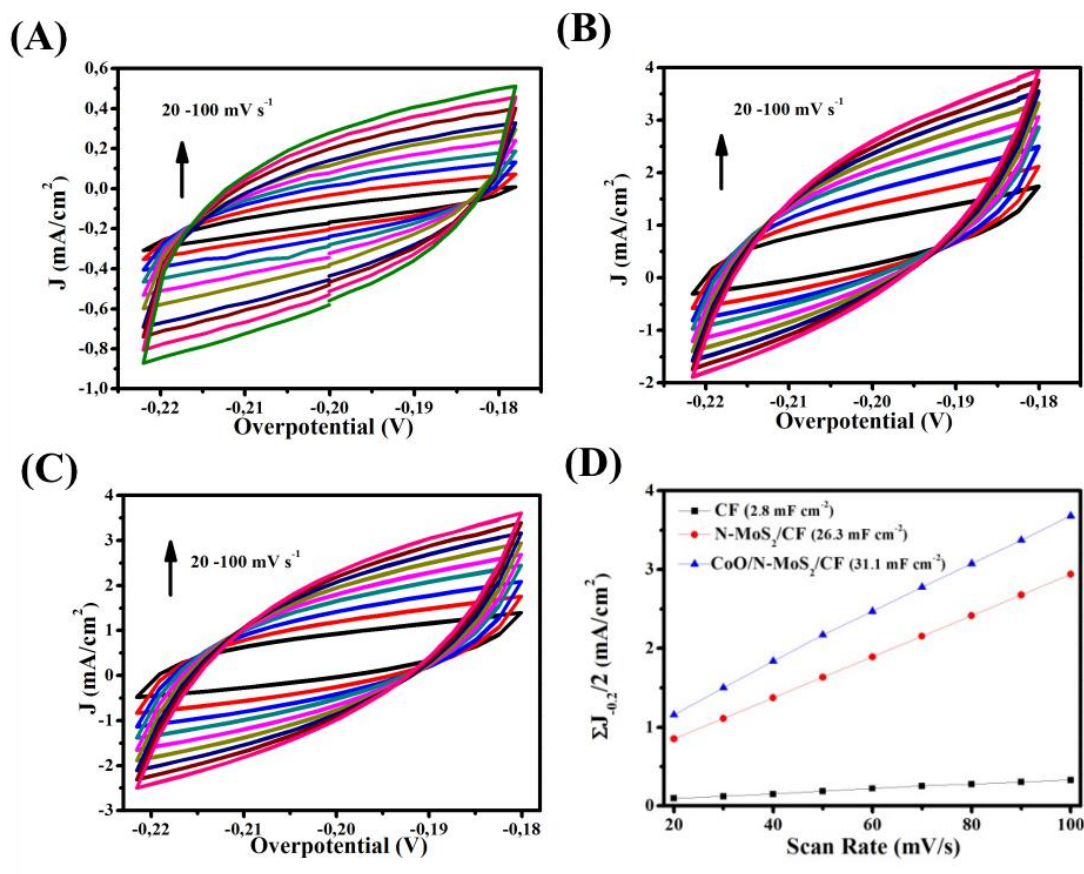 (A)
0,6
0,4
0,2
0,0
-0,2
-0,4
-0,6
-0,8
-1,0
J (mA/cm²)
20 -100 mV s⁻¹
-0,22 -0,21 -0,20 -0,19 -0,18
Overpotential (V)
(B)
4
3
2
1
0
-1
-2
J (mA/cm²)
20 -100 mV s⁻¹
-0,22 -0,21 -0,20 -0,19 -0,18
Overpotential (V)
(C)
4
3
2
1
0
-1
-2
-3
J (mA/cm²)
20 -100 mV s⁻¹
-0,22 -0,21 -0,20 -0,19 -0,18
Overpotential (V)
(D)
4
3
2
1
0
ΣJ₋₀.₂/2 (mA/cm²)
CF (2.8 mF cm⁻²)
N-MoS₂/CF (26.3 mF cm⁻²)
CoO/N-MoS₂/CF (31.1 mF cm⁻²)
20 40 60 80 100
Scan Rate (mV/s)